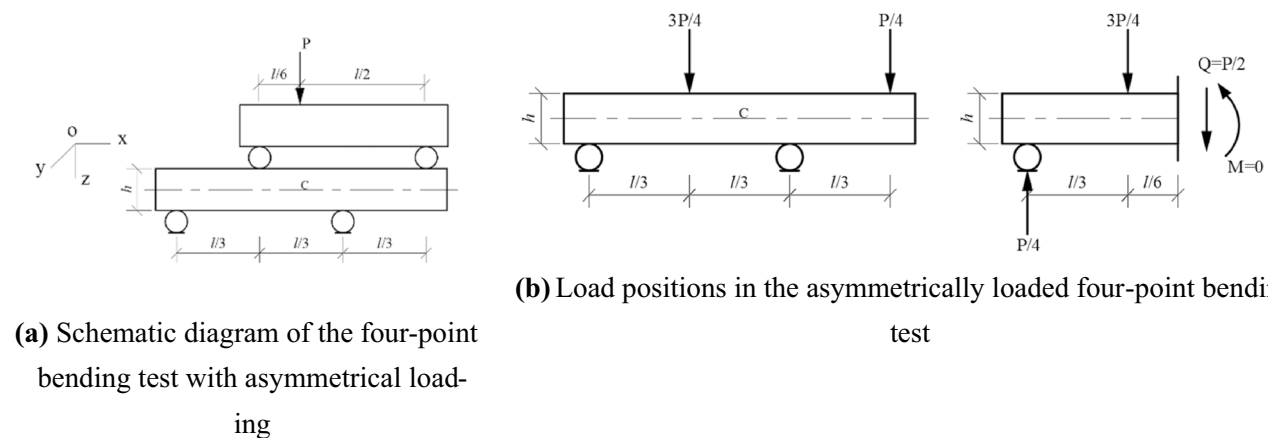 P
l/6 l/2
o x
y z
h
C
l/3 l/3 l/3
(a) Schematic diagram of the four-point
bending test with asymmetrical load-
ing
3P/4 P/4
h
C
l/3 l/3 l/3
3P/4
Q=P/2
h
M=0
l/3 l/6
P/4
(b) Load positions in the asymmetrically loaded four-point bendi
test